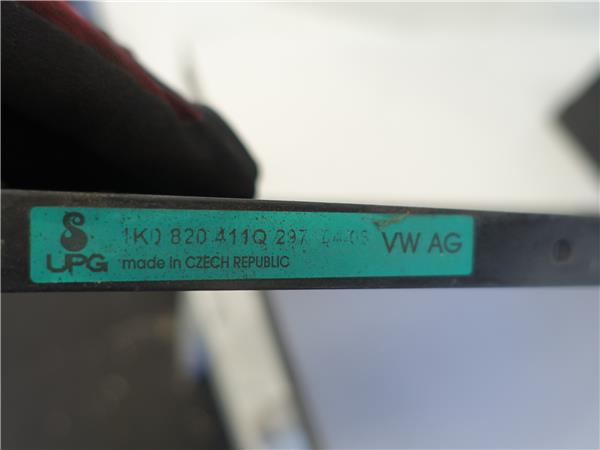 1K0 820 411Q 297
VW AG
UPG
made in CZECH REPUBLIC